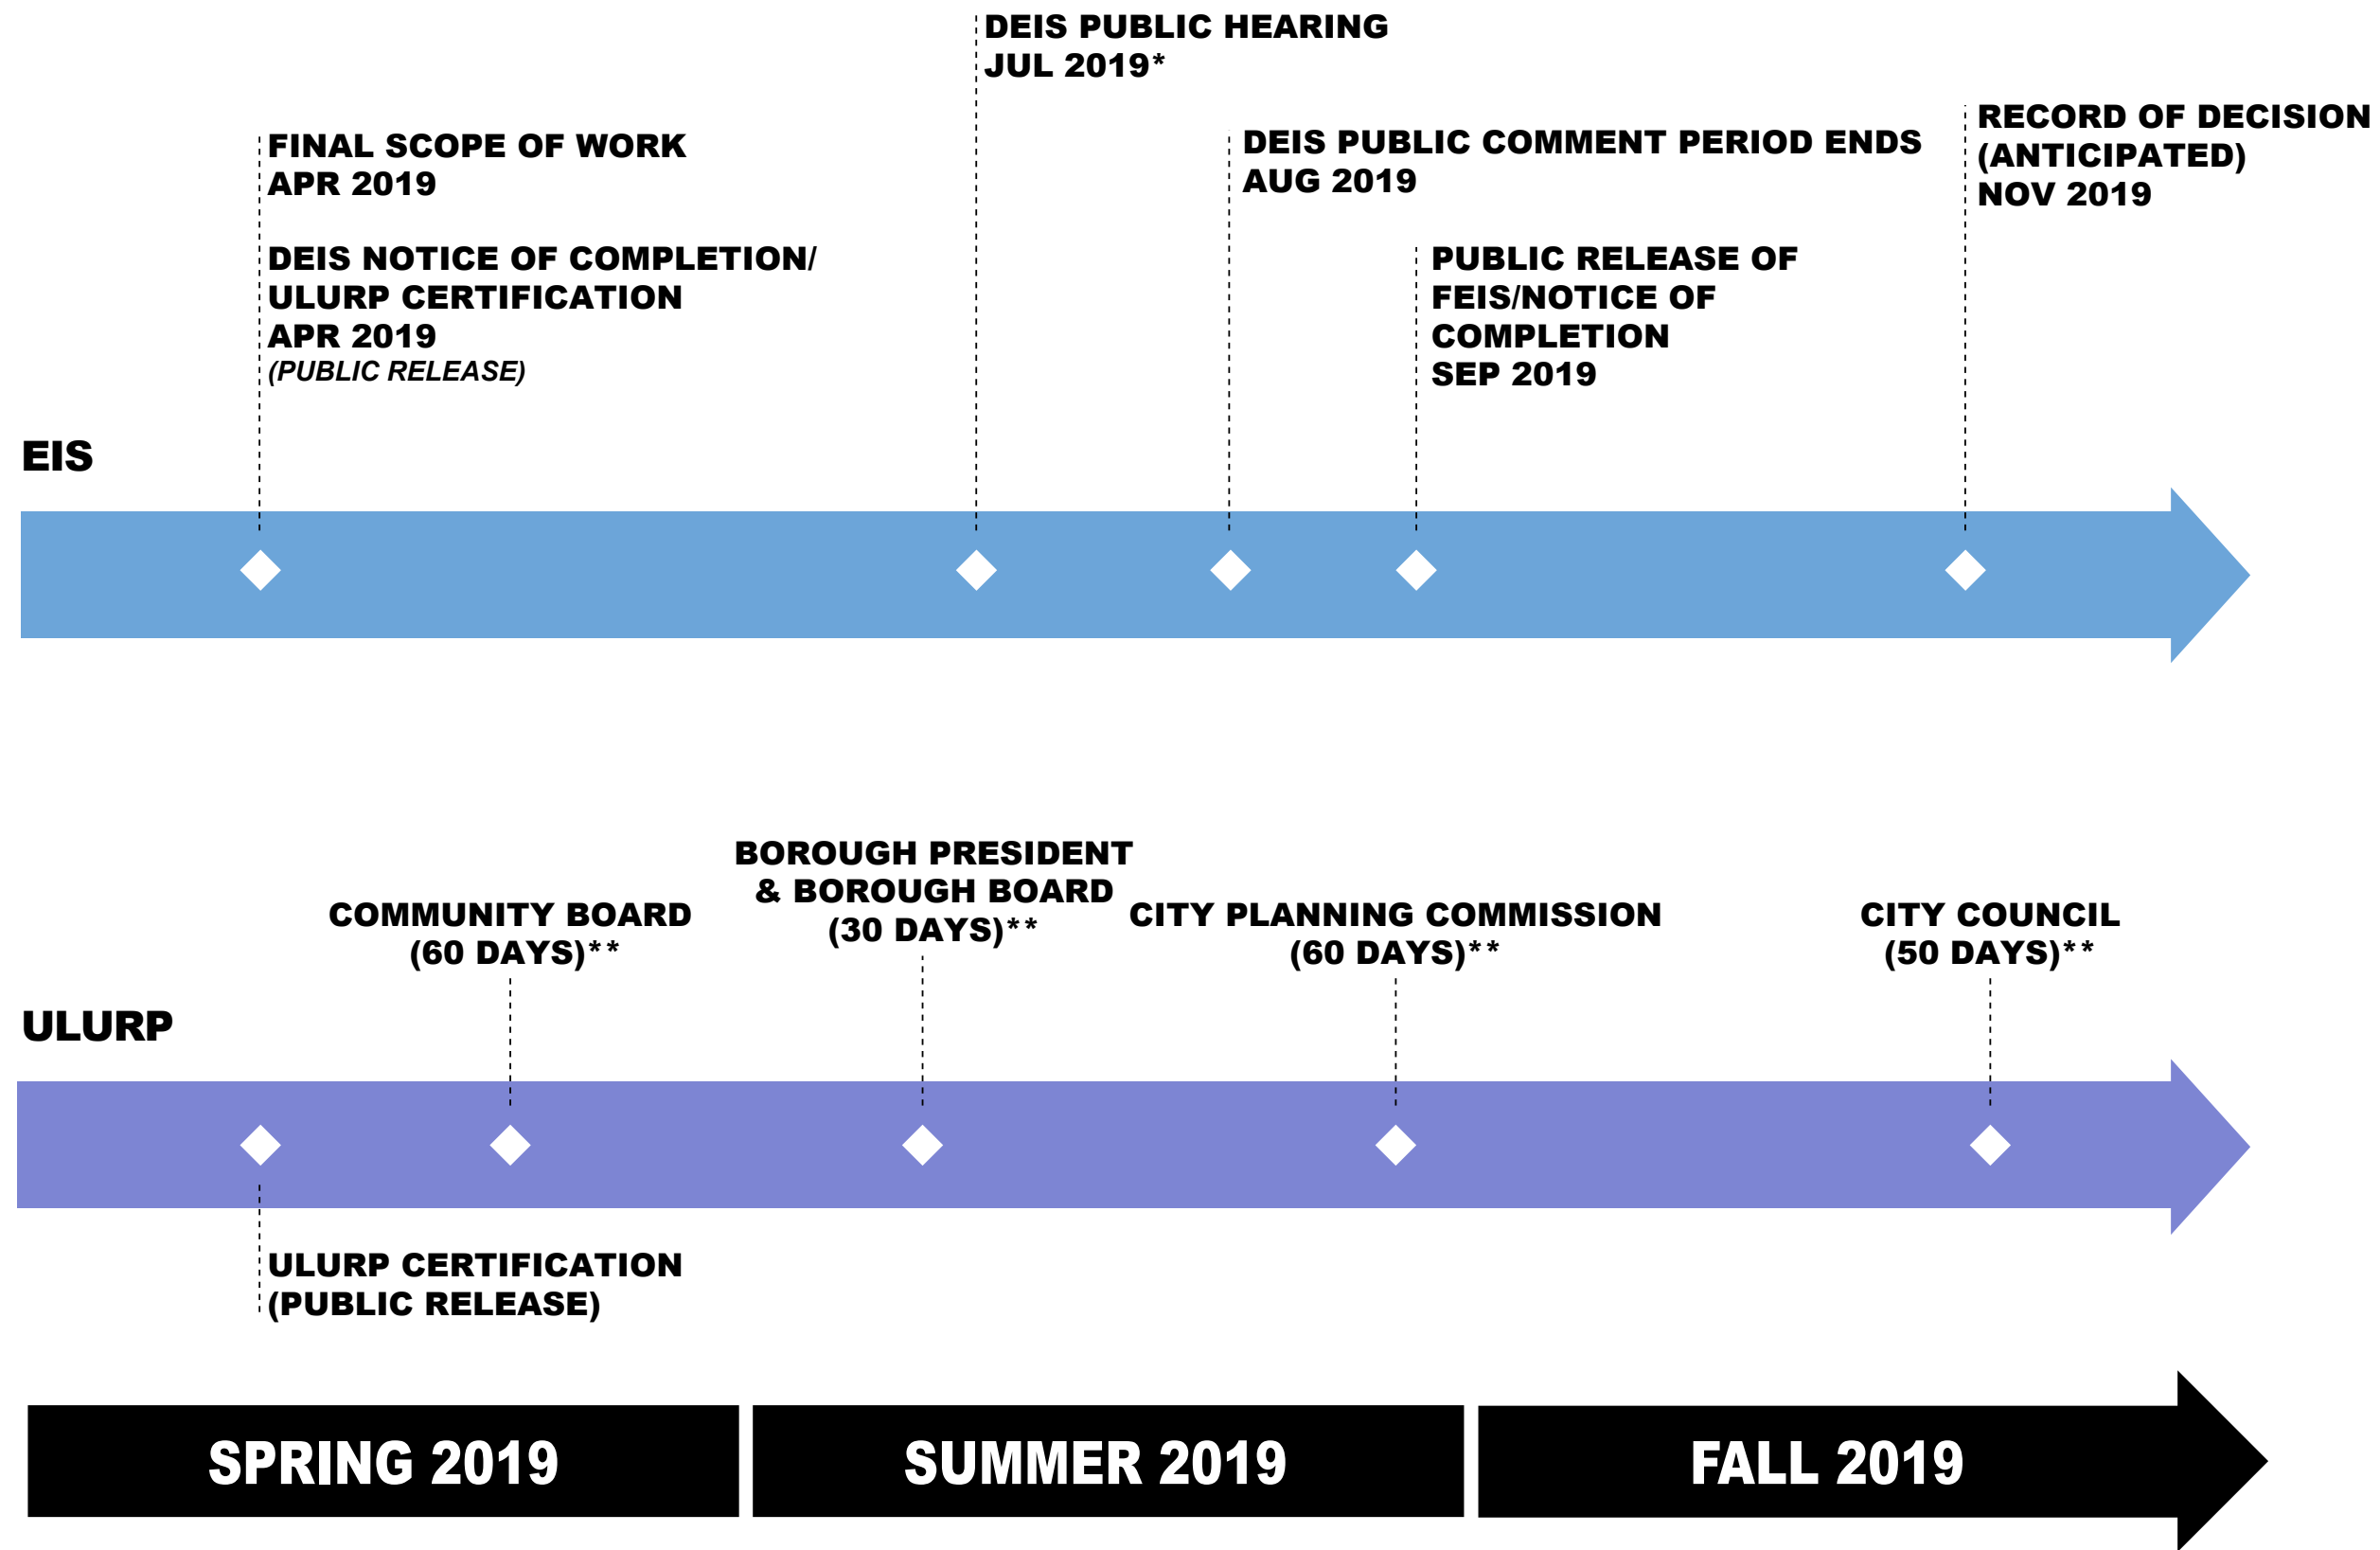 DEIS PUBLIC HEARING
JUL 2019*
FINAL SCOPE OF WORK
APR 2019
DEIS NOTICE OF COMPLETION/
ULURP CERTIFICATION
APR 2019
(PUBLIC RELEASE)
DEIS PUBLIC COMMENT PERIOD ENDS
AUG 2019
PUBLIC RELEASE OF
FEIS/NOTICE OF
COMPLETION
SEP 2019
RECORD OF DECISION
(ANTICIPATED)
NOV 2019
EIS
COMMUNITY BOARD
(60 DAYS)**
BOROUGH PRESIDENT
& BOROUGH BOARD
(30 DAYS)**
CITY PLANNING COMMISSION
(60 DAYS)**
CITY COUNCIL
(50 DAYS)**
ULURP
ULURP CERTIFICATION
(PUBLIC RELEASE)
SPRING 2019
SUMMER 2019
FALL 2019